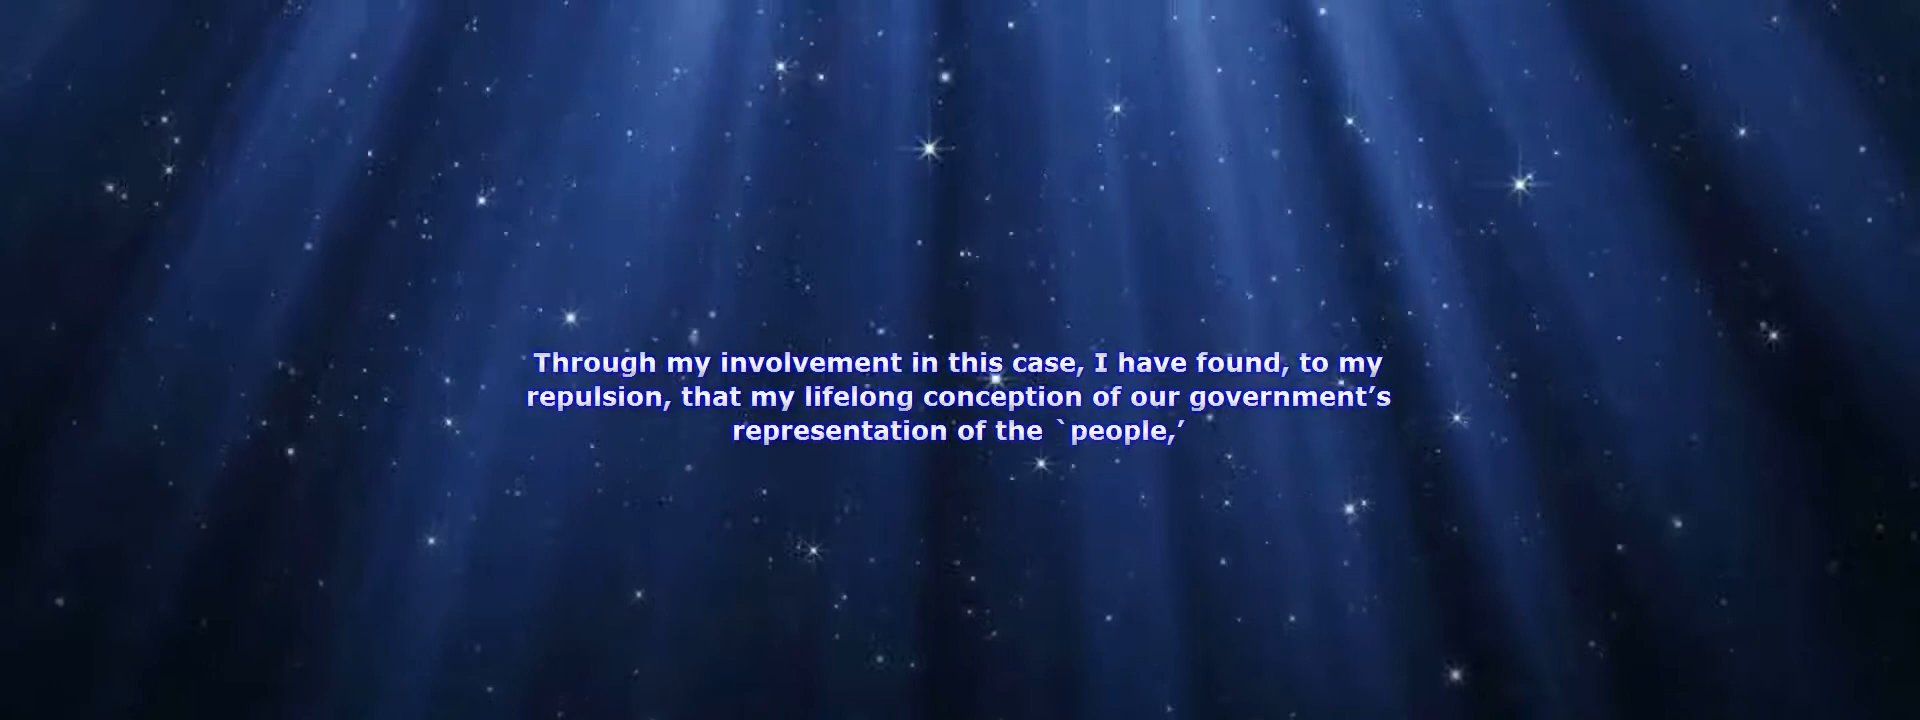 Through my involvement in this case, I have found, to my
repulsion, that my lifelong conception of our government’s
representation of the `people,’